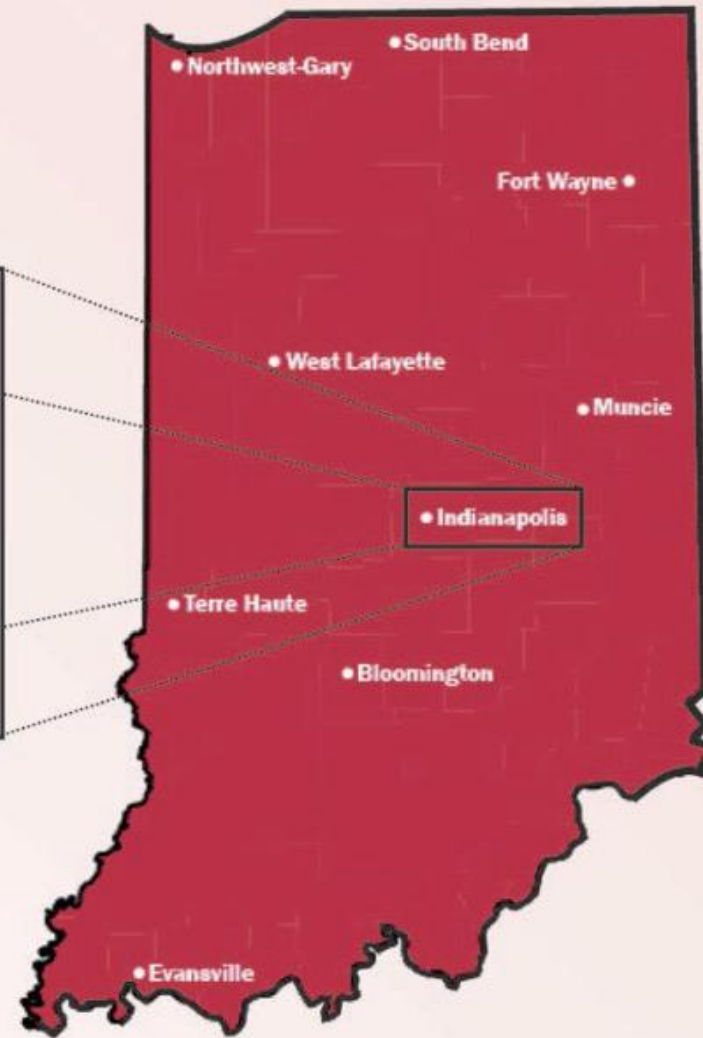 South Bend
Northwest-Gary
Fort Wayne
West Lafayette
Muncie
Indianapolis
Terre Haute
Bloomington
Evansville